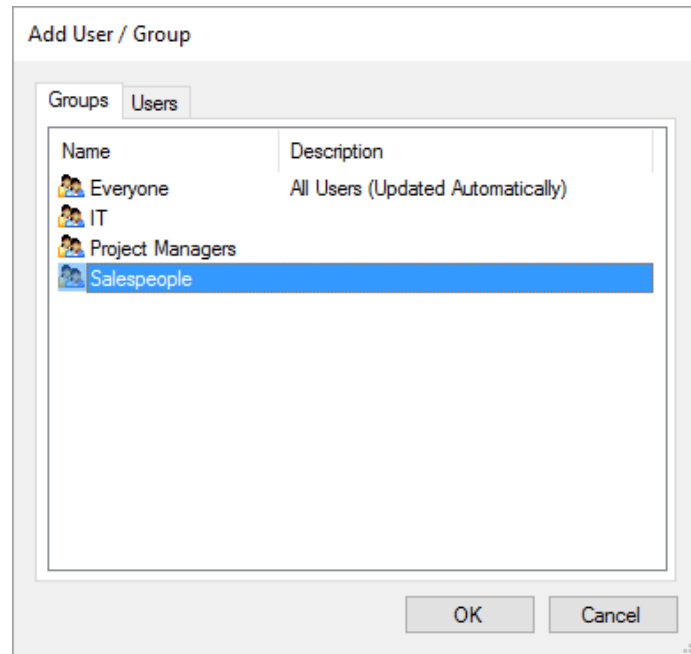 Add User / Group
Groups Users
Name Description
Everyone All Users (Updated Automatically)
IT
Project Managers
Salespeople
OK Cancel